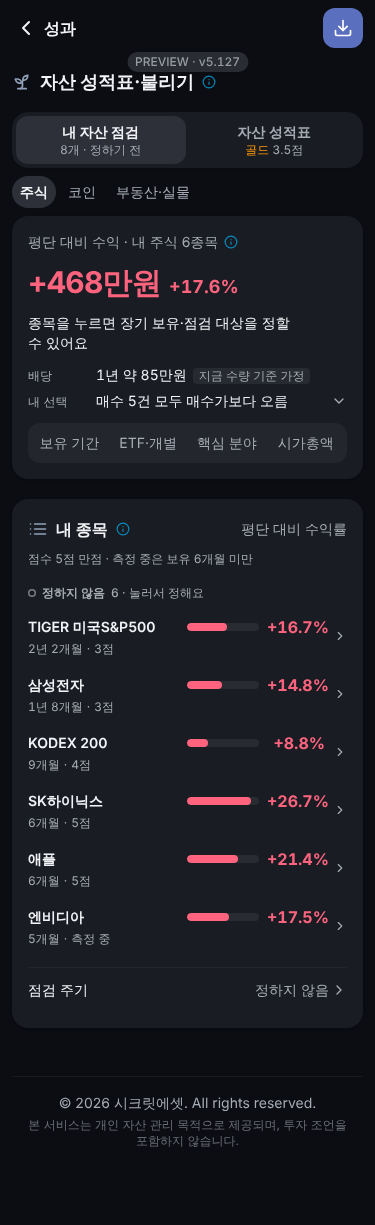 성과
PREVIEW · v5.127
자산 성적표·불리기
내 자산 점검
8개 · 정하기 전
자산 성적표
골드 3.5점
주식
코인
부동산·실물
평단 대비 수익 · 내 주식 6종목
+468만원 +17.6%
종목을 누르면 장기 보유·점검 대상을 정할
수 있어요
배당 1년 약 85만원 지금 수량 기준 가정
내 선택 매수 5건 모두 매수가보다 오름
보유 기간 ETF·개별 핵심 분야 시가총액
내 종목 평단 대비 수익률
점수 5점 만점 · 측정 중은 보유 6개월 미만
정하지 않음 6 · 눌러서 정해요
TIGER 미국S&P500 +16.7%
2년 2개월 · 3점
삼성전자 +14.8%
1년 8개월 · 3점
KODEX 200 +8.8%
9개월 · 4점
SK하이닉스 +26.7%
6개월 · 5점
애플 +21.4%
6개월 · 5점
엔비디아 +17.5%
5개월 · 측정 중
점검 주기 정하지 않음
© 2026 시크릿에셋. All rights reserved.
본 서비스는 개인 자산 관리 목적으로 제공되며, 투자 조언을
포함하지 않습니다.